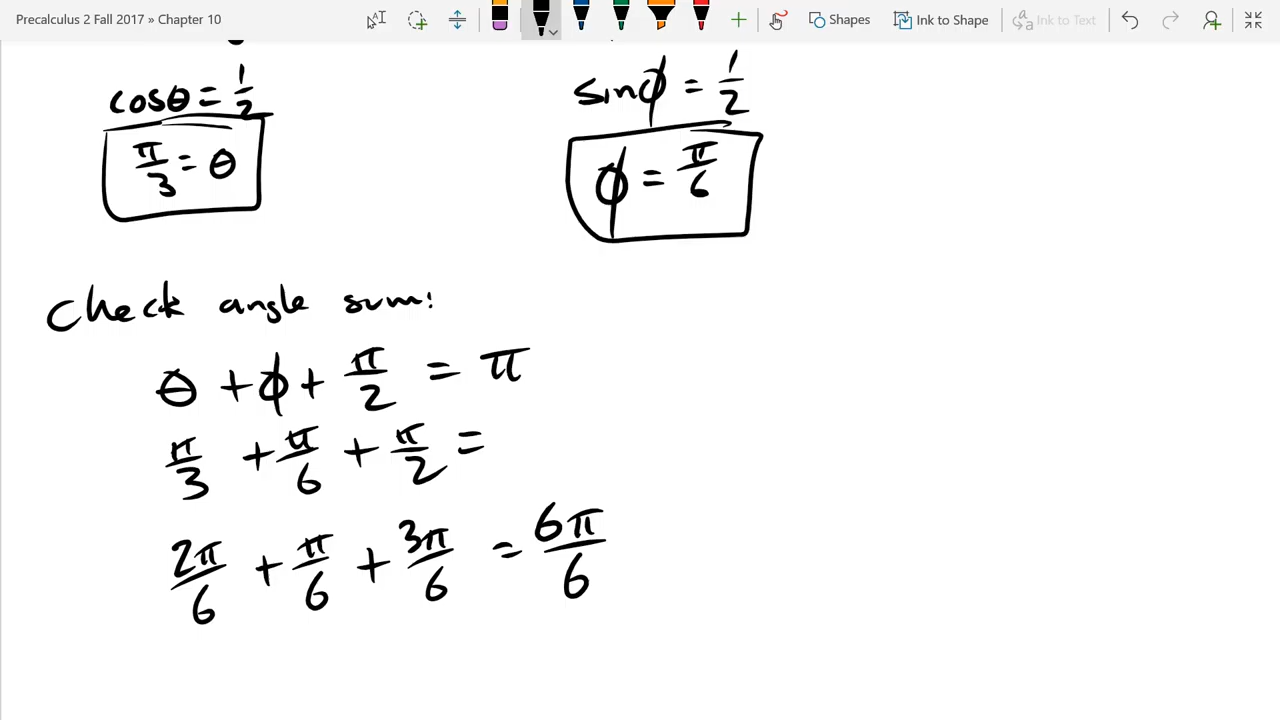 Precalculus 2 Fall 2017 » Chapter 10
Shapes
Ink to Shape
Ink to Text
cosθ = 1/2
π/3 = θ
sinϕ = 1/2
ϕ = π/6
Check angle sum:
θ + ϕ + π/2 = π
π/3 + π/6 + π/2 =
2π/6 + π/6 + 3π/6 = 6π/6